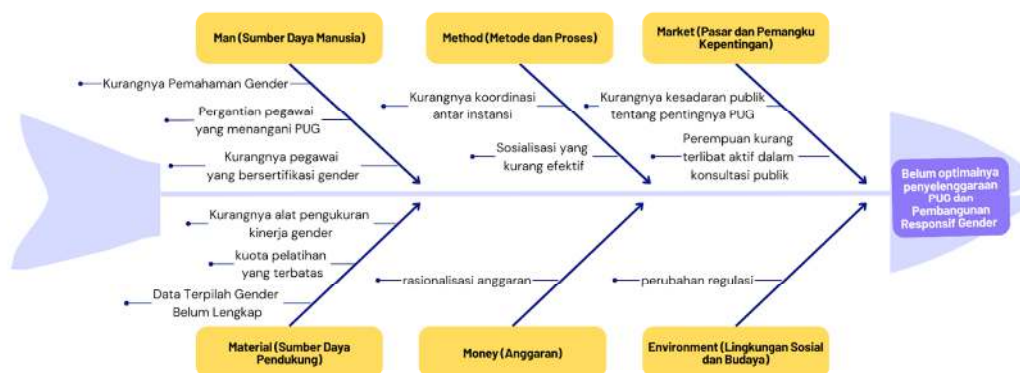 Man (Sumber Daya Manusia)
Kurangnya Pemahaman Gender
Pergantian pegawai
yang menangani PUG
Kurangnya pegawai
yang bersertifikasi gender
Method (Metode dan Proses)
Kurangnya koordinasi
antar instansi
Sosialisasi yang
kurang efektif
Market (Pasar dan Pemangku
Kepentingan)
Kurangnya kesadaran publik
tentang pentingnya PUG
Perempuan kurang
terlibat aktif dalam
konsultasi publik
Belum optimalnya
penyelenggaraan
PUG dan
Pembangunan
Responsif Gender
Kurangnya alat pengukuran
kinerja gender
kuota pelatihan
yang terbatas
Data Terpilah Gender
Belum Lengkap
Material (Sumber Daya
Pendukung)
rasionalisasi anggaran
Money (Anggaran)
perubahan regulasi
Environment (Lingkungan Sosial
dan Budaya)